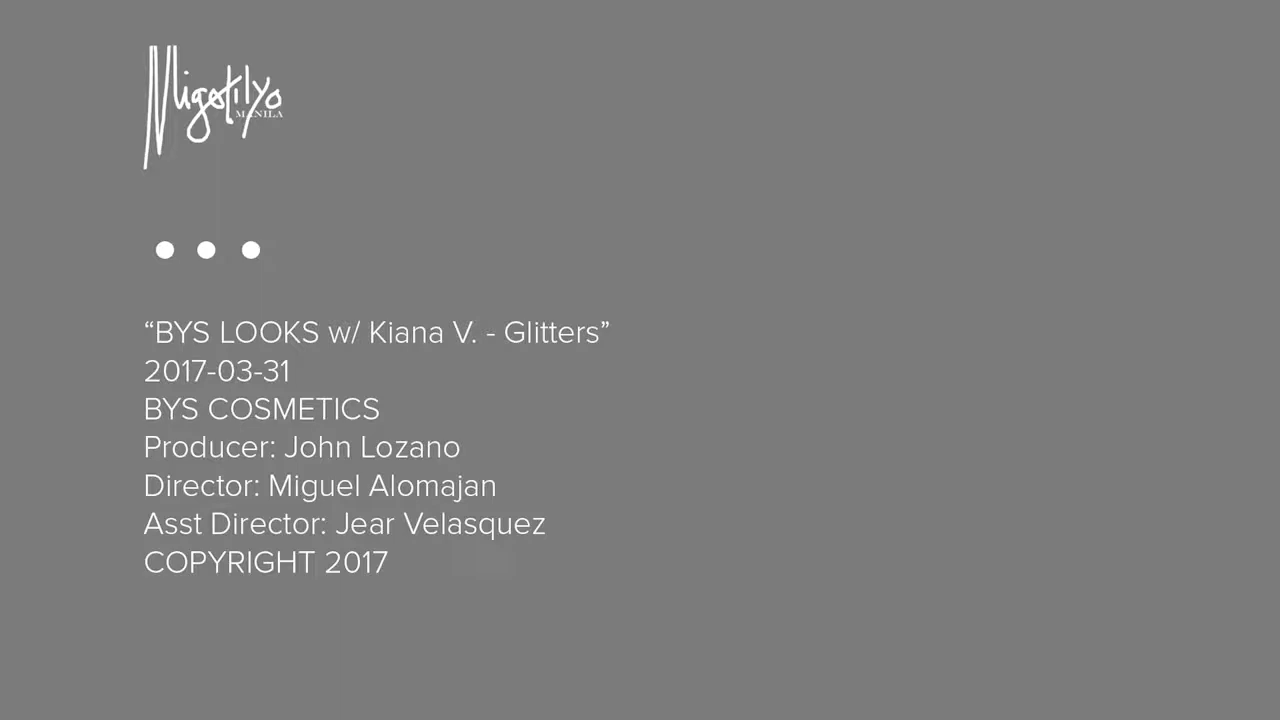 Migotilyo
MANILA
“BYS LOOKS w/ Kiana V. - Glitters”
2017-03-31
BYS COSMETICS
Producer: John Lozano
Director: Miguel Alomajan
Asst Director: Jear Velasquez
COPYRIGHT 2017